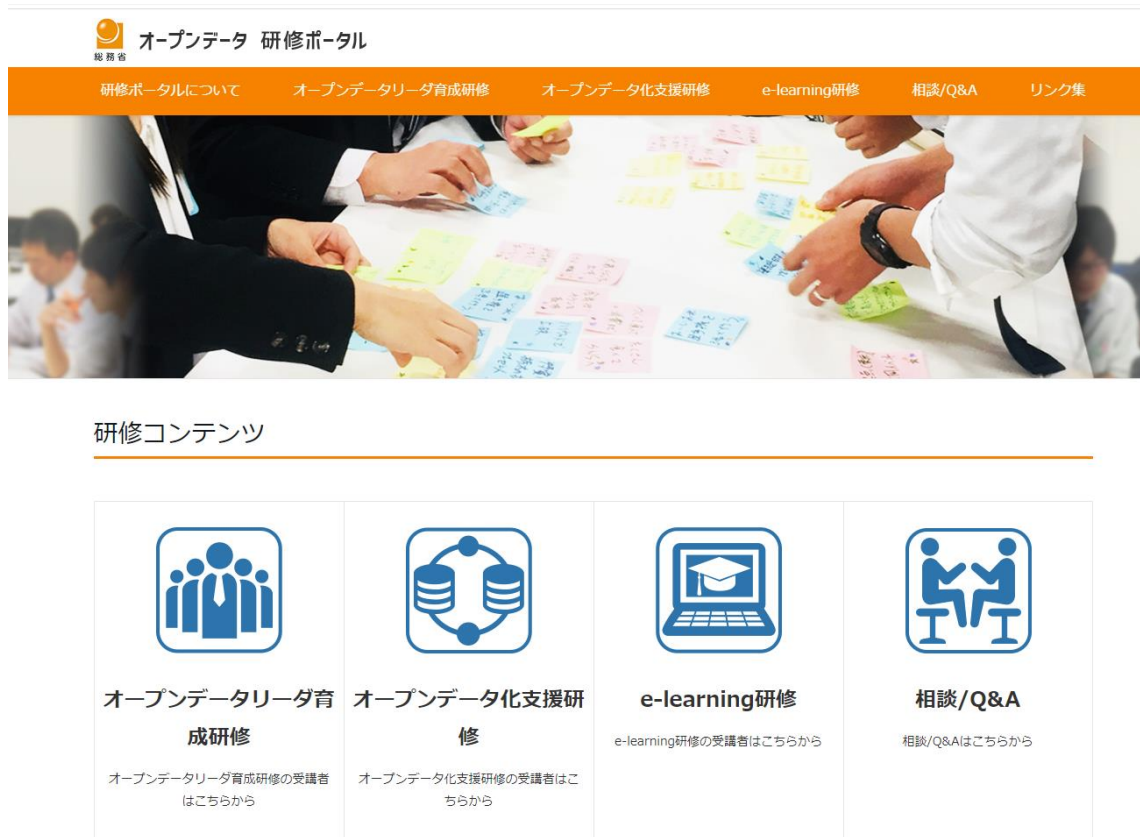 総務省
オープンデータ 研修ポータル
研修ポータルについて オープンデータリーダ育成研修 オープンデータ化支援研修 e-learning研修 相談/Q&A リンク集
研修コンテンツ
オープンデータリーダ育
成研修
オープンデータリーダ育成研修の受講者
はこちらから
オープンデータ化支援研
修
オープンデータ化支援研修の受講者はこ
ちらから
e-learning研修
e-learning研修の受講者はこちらから
相談/Q&A
相談/Q&Aはこちらから